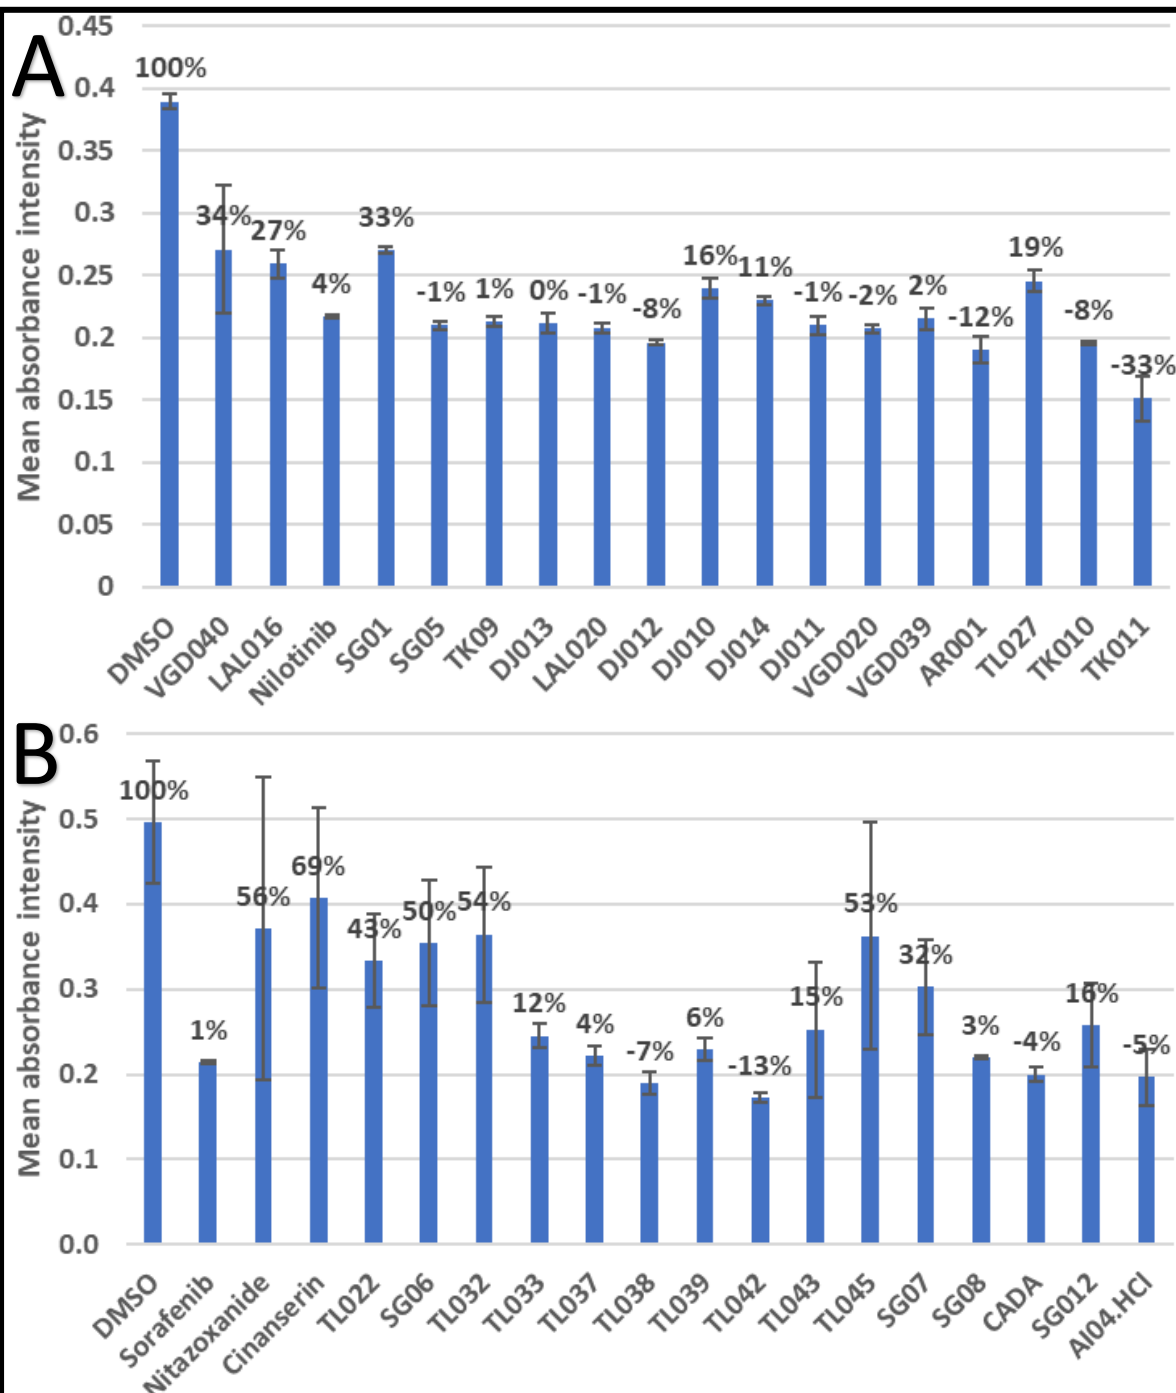 A
Mean absorbance intensity
0.45
0.4
0.35
0.3
0.25
0.2
0.15
0.1
0.05
0
100%
34%
27%
4%
33%
-1%
1%
0%
-1%
-8%
16%
11%
-1%
-2%
2%
-12%
19%
-8%
-33%
DMSO
VGD040
LAL016
Nilotinib
SG01
SG05
TK09
DJ013
LAL020
DJ012
DJ010
DJ014
DJ011
VGD020
VGD039
AR001
TL027
TK010
TK011
B
Mean absorbance intensity
0.6
0.5
0.4
0.3
0.2
0.1
0.0
100%
1%
56%
69%
43%
50%
54%
12%
4%
-7%
6%
-13%
15%
53%
32%
3%
-4%
16%
-5%
DMSO
Sorafenib
Nitazoxanide
Cinanserin
TL022
SG06
TL032
TL033
TL037
TL038
TL039
TL042
TL043
TL045
SG07
SG08
CADA
SG012
AI04.HCl